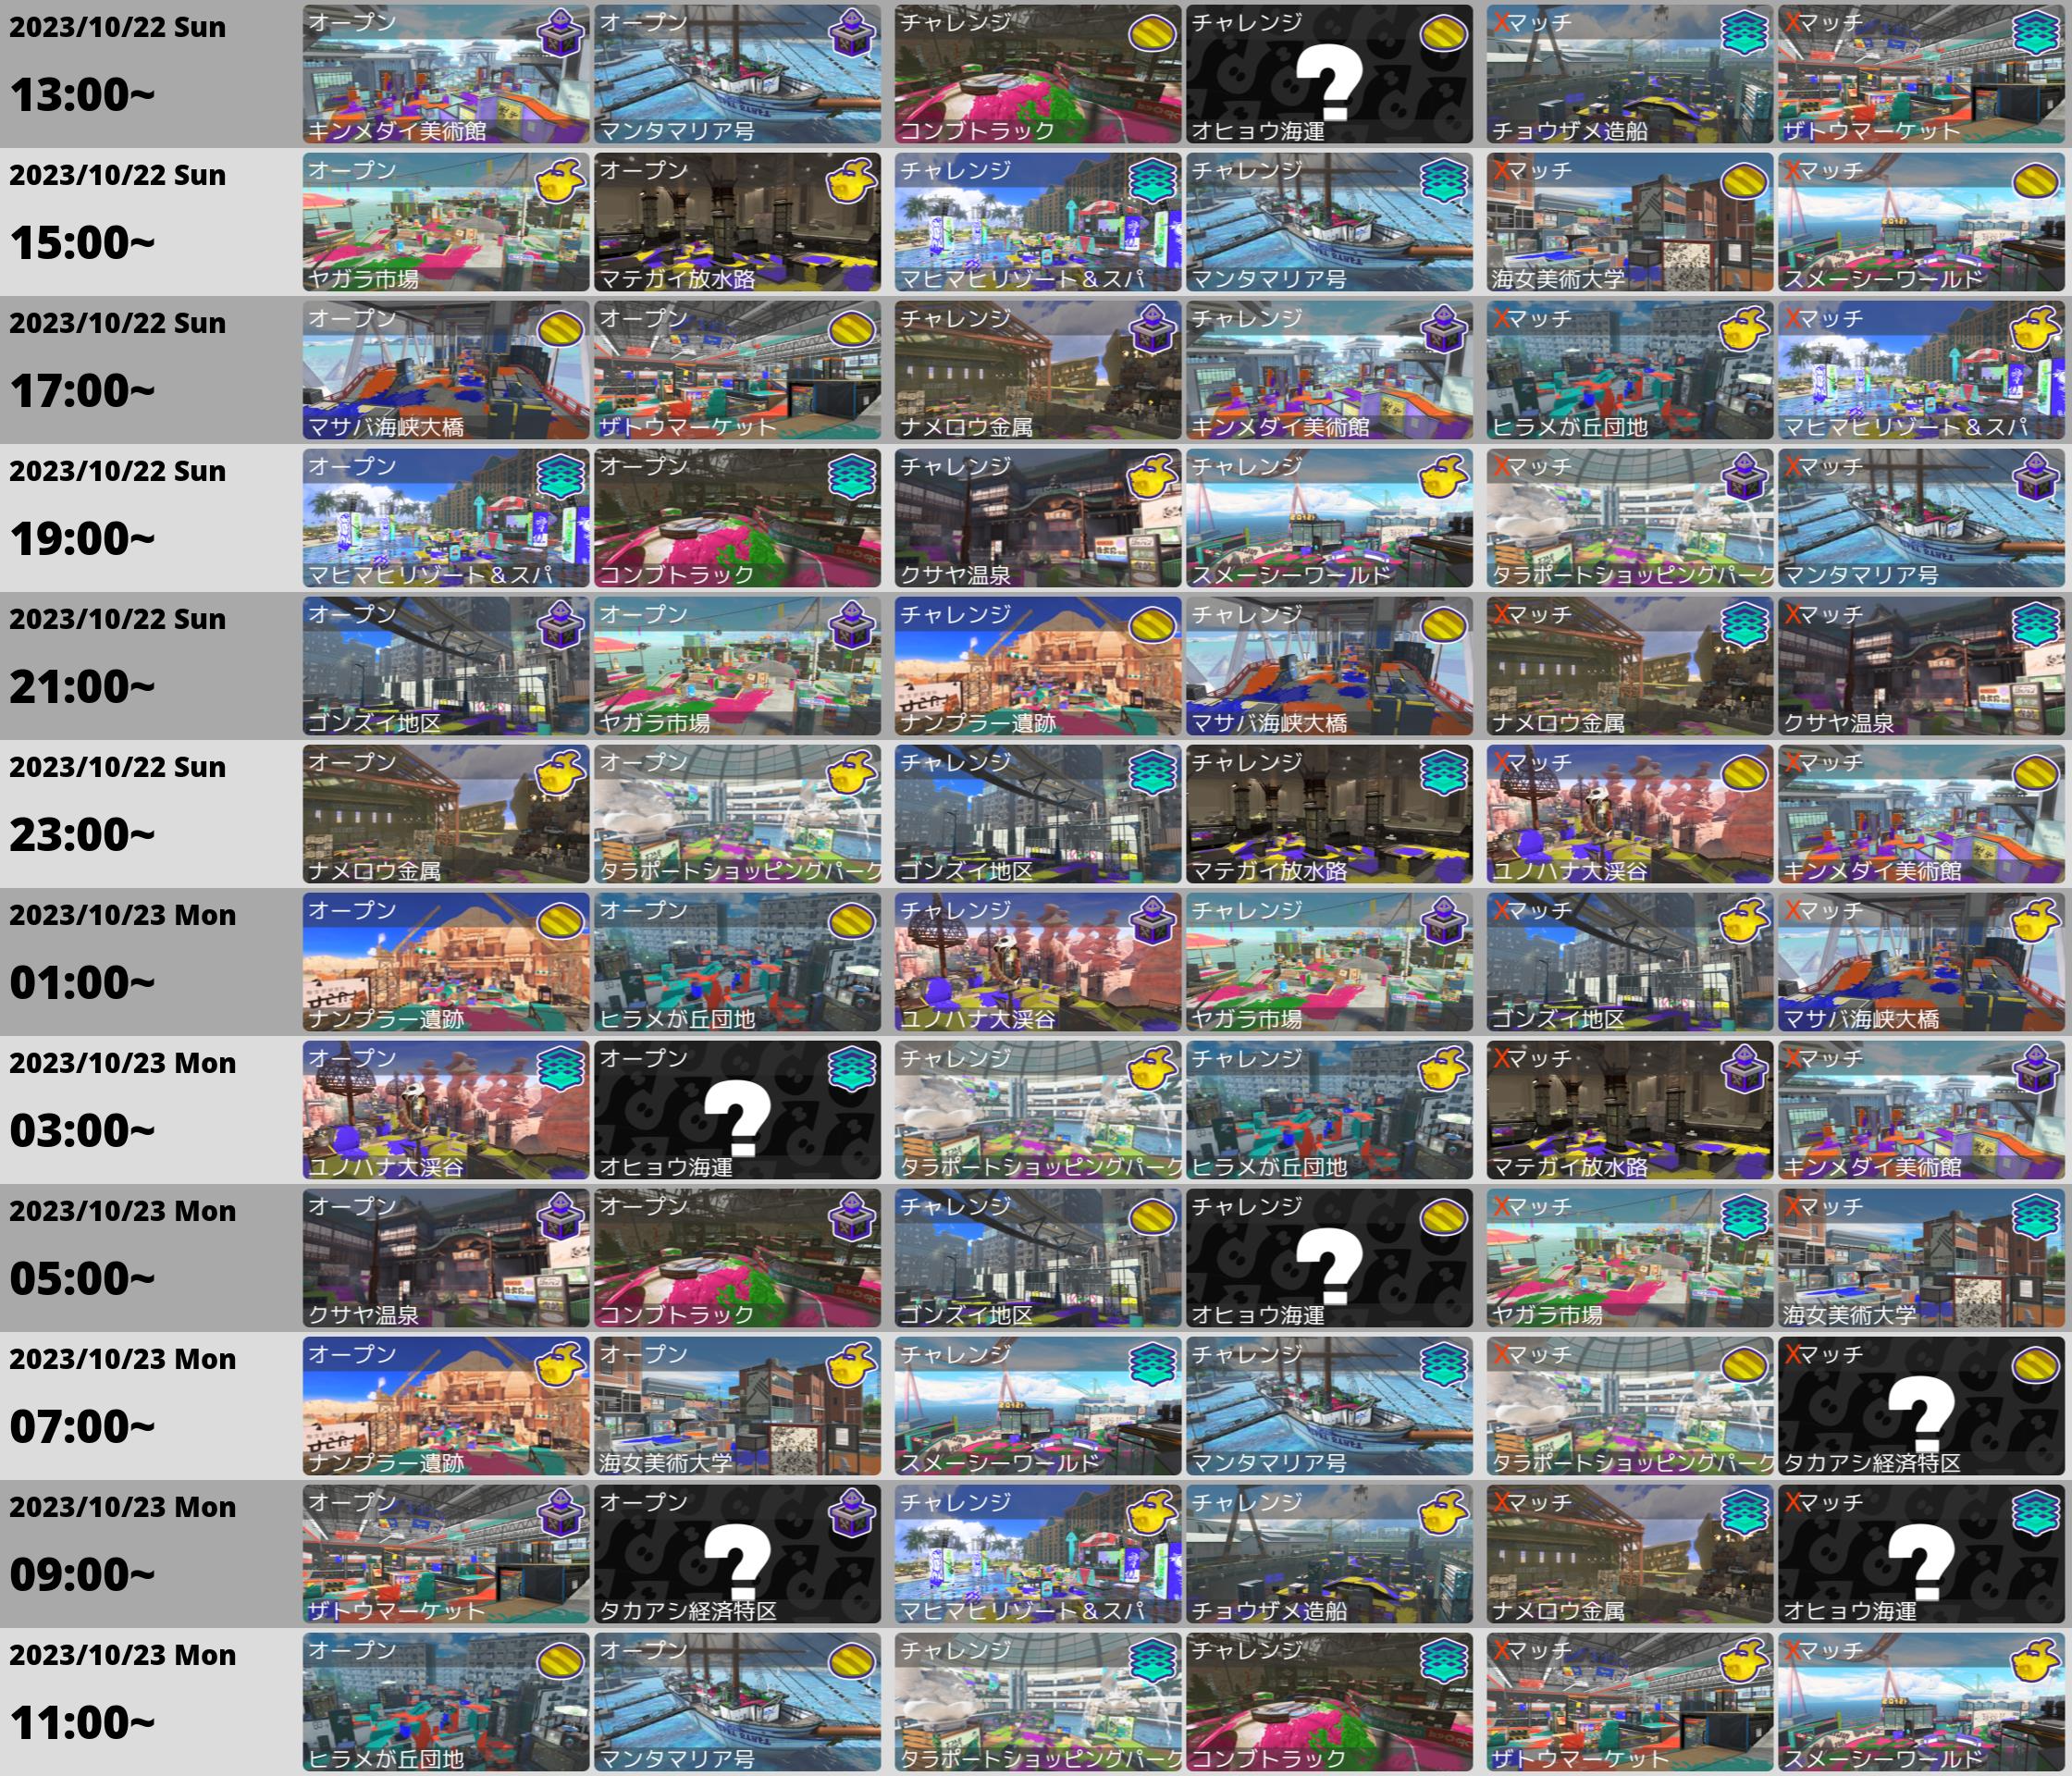 2023/10/22 Sun
13:00~
オープン
キンメダイ美術館
オープン
マンタマリア号
チャレンジ
コンブトラック
チャレンジ
?
オヒョウ海運
Xマッチ
チョウザメ造船
Xマッチ
ザトウマーケット
2023/10/22 Sun
15:00~
オープン
ヤガラ市場
オープン
マテガイ放水路
チャレンジ
マヒマヒリゾート&スパ
チャレンジ
マンタマリア号
Xマッチ
海女美術大学
Xマッチ
スメーシーワールド
2023/10/22 Sun
17:00~
オープン
マサバ海峡大橋
オープン
ザトウマーケット
チャレンジ
ナメロウ金属
チャレンジ
キンメダイ美術館
Xマッチ
ヒラメが丘団地
Xマッチ
マヒマヒリゾート&スパ
2023/10/22 Sun
19:00~
オープン
マヒマヒリゾート&スパ
オープン
コンブトラック
チャレンジ
クサヤ温泉
チャレンジ
スメーシーワールド
Xマッチ
タラポートショッピングパーク
Xマッチ
マンタマリア号
2023/10/22 Sun
21:00~
オープン
ゴンズイ地区
オープン
ヤガラ市場
チャレンジ
ナンプラー遺跡
チャレンジ
マサバ海峡大橋
Xマッチ
ナメロウ金属
Xマッチ
クサヤ温泉
2023/10/22 Sun
23:00~
オープン
ナメロウ金属
オープン
タラポートショッピングパーク
チャレンジ
ゴンズイ地区
チャレンジ
マテガイ放水路
Xマッチ
ユノハナ大渓谷
Xマッチ
キンメダイ美術館
2023/10/23 Mon
01:00~
オープン
ナンプラー遺跡
オープン
ヒラメが丘団地
チャレンジ
ユノハナ大渓谷
チャレンジ
ヤガラ市場
Xマッチ
ゴンズイ地区
Xマッチ
マサバ海峡大橋
2023/10/23 Mon
03:00~
オープン
ユノハナ大渓谷
オープン
?
オヒョウ海運
チャレンジ
タラポートショッピングパーク
チャレンジ
ヒラメが丘団地
Xマッチ
マテガイ放水路
Xマッチ
キンメダイ美術館
2023/10/23 Mon
05:00~
オープン
クサヤ温泉
オープン
コンブトラック
チャレンジ
ゴンズイ地区
チャレンジ
?
オヒョウ海運
Xマッチ
ヤガラ市場
Xマッチ
海女美術大学
2023/10/23 Mon
07:00~
オープン
ナンプラー遺跡
オープン
海女美術大学
チャレンジ
スメーシーワールド
チャレンジ
マンタマリア号
Xマッチ
タラポートショッピングパーク
Xマッチ
?
タカアシ経済特区
2023/10/23 Mon
09:00~
オープン
ザトウマーケット
オープン
?
タカアシ経済特区
チャレンジ
マヒマヒリゾート&スパ
チャレンジ
チョウザメ造船
Xマッチ
ナメロウ金属
Xマッチ
?
オヒョウ海運
2023/10/23 Mon
11:00~
オープン
ヒラメが丘団地
オープン
マンタマリア号
チャレンジ
タラポートショッピングパーク
チャレンジ
コンブトラック
Xマッチ
ザトウマーケット
Xマッチ
スメーシーワールド